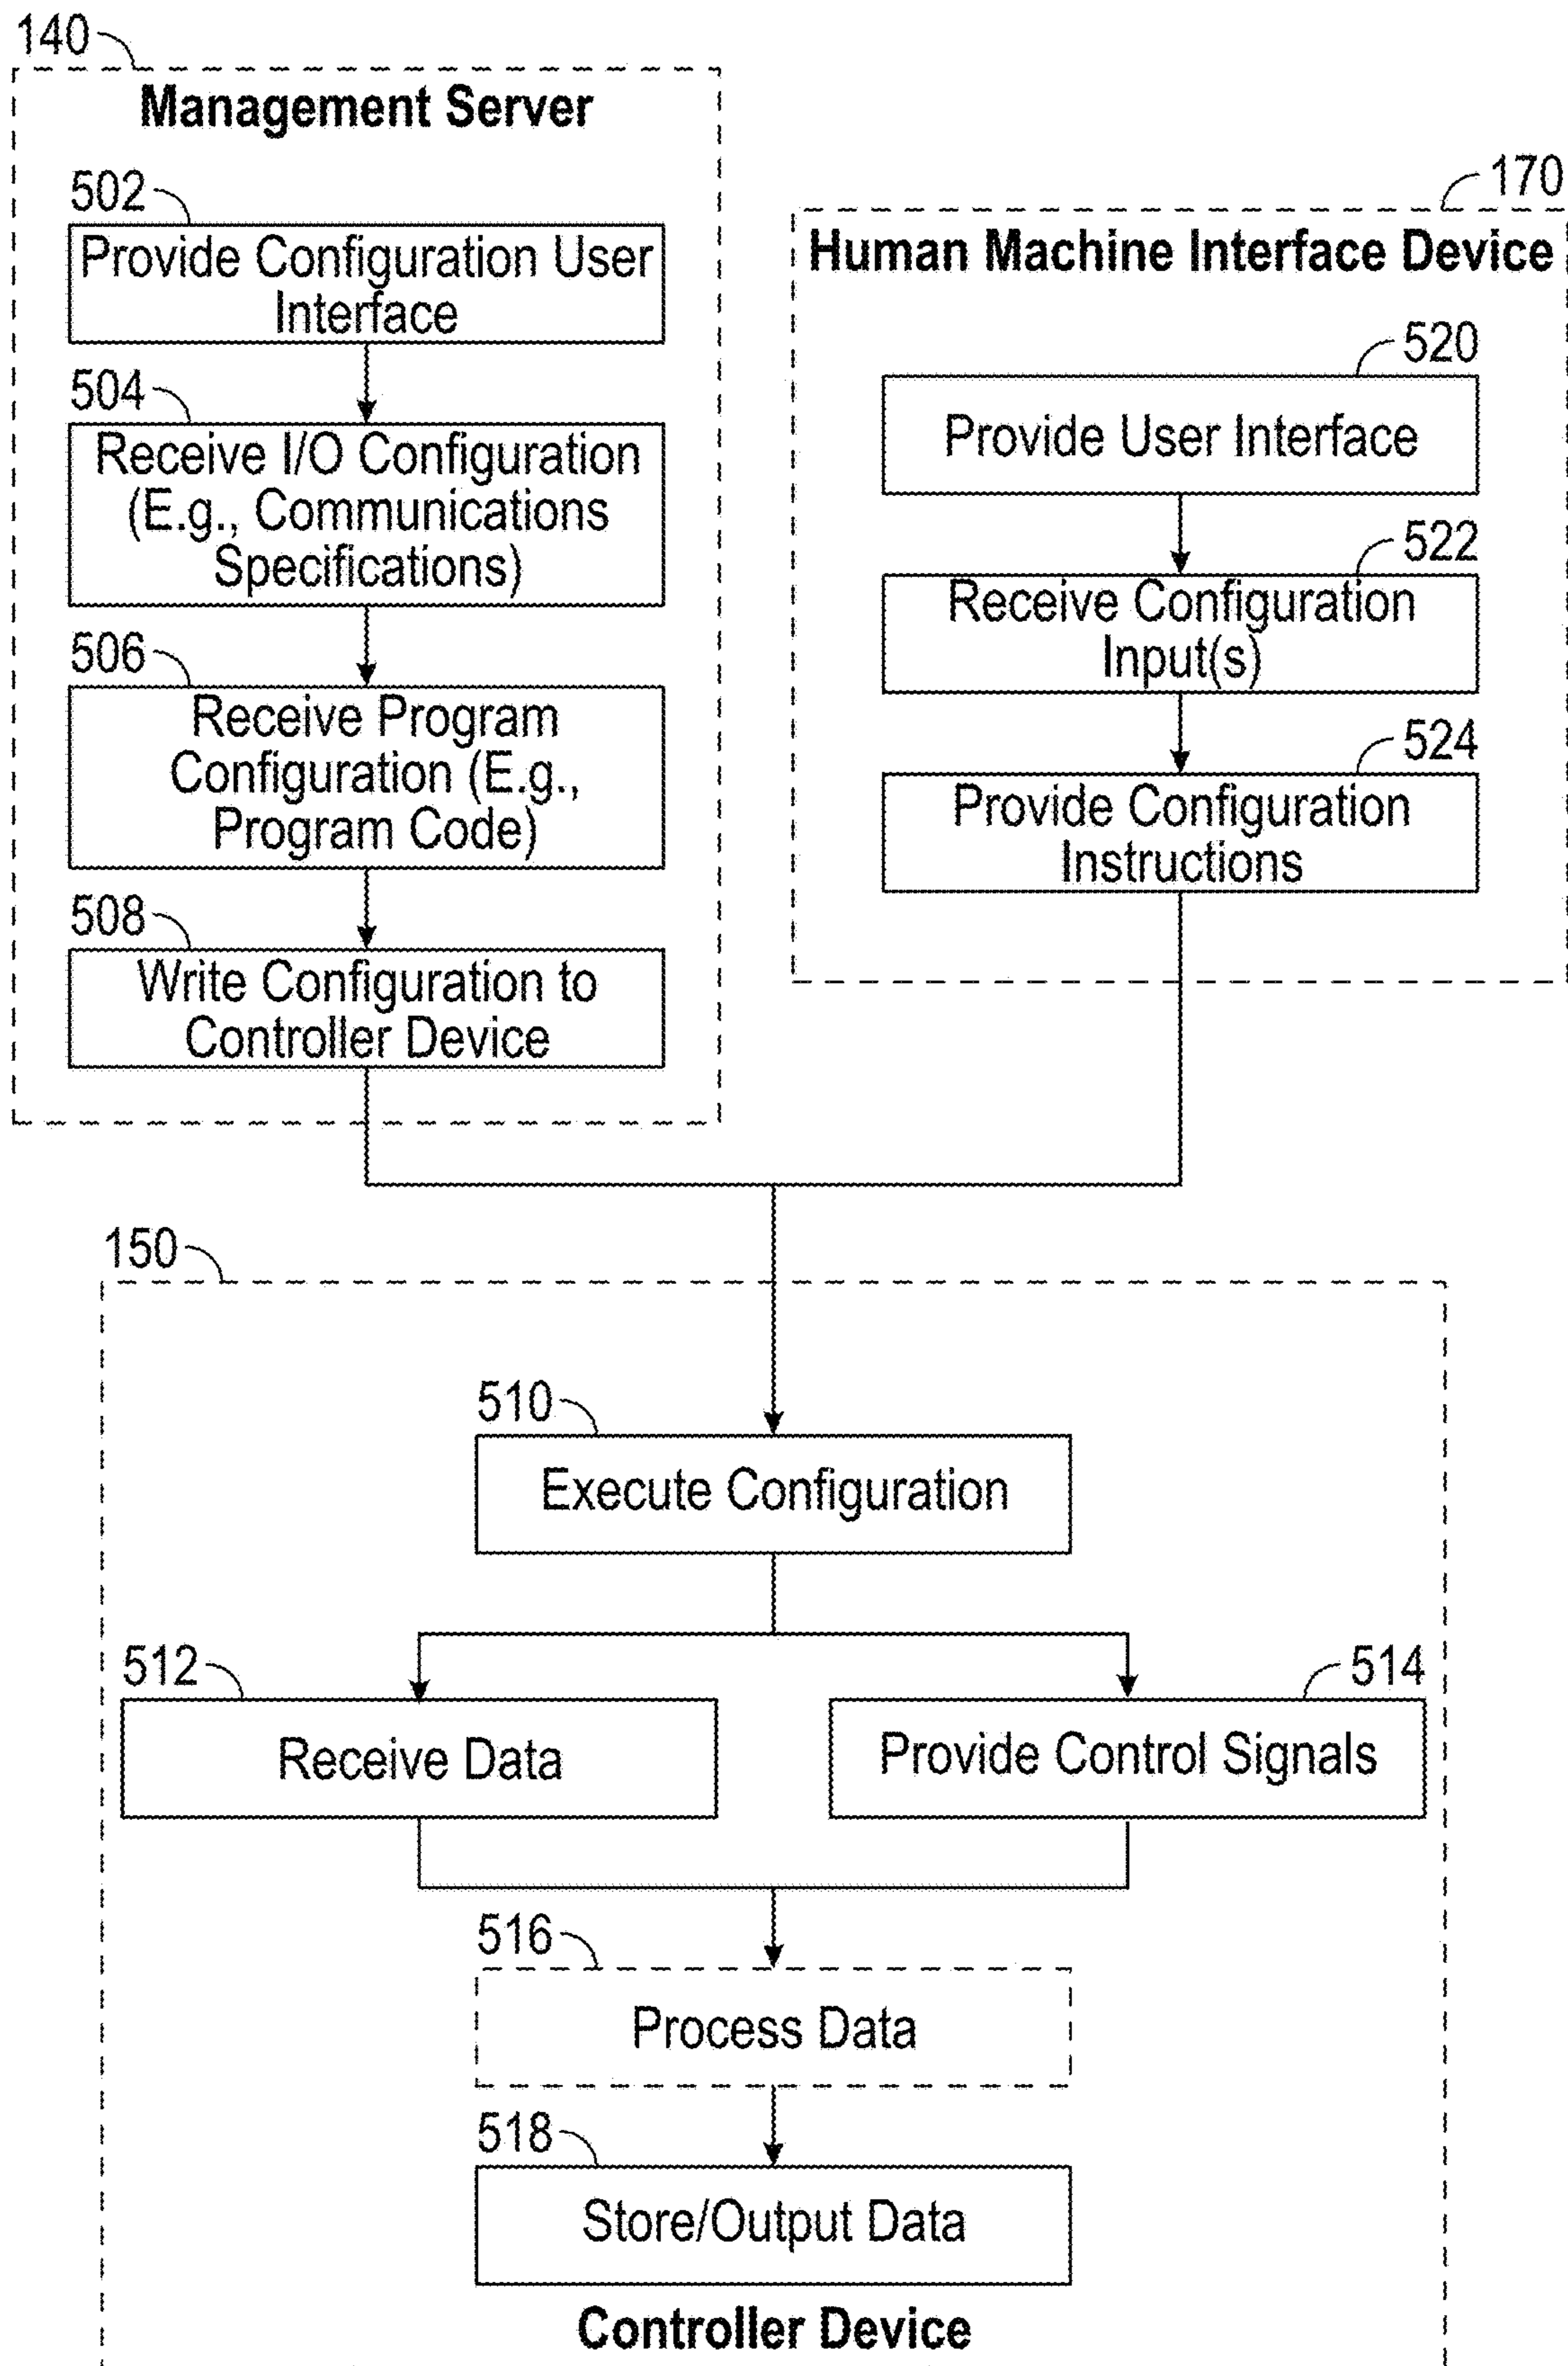 140
Management Server
502
Provide Configuration User
Interface
504
Receive I/O Configuration
(E.g., Communications
Specifications)
506
Receive Program
Configuration (E.g.,
Program Code)
508
Write Configuration to
Controller Device
170
Human Machine Interface Device
520
Provide User Interface
522
Receive Configuration
Input(s)
524
Provide Configuration
Instructions
150
510
Execute Configuration
512
Receive Data
514
Provide Control Signals
516
Process Data
518
Store/Output Data
Controller Device